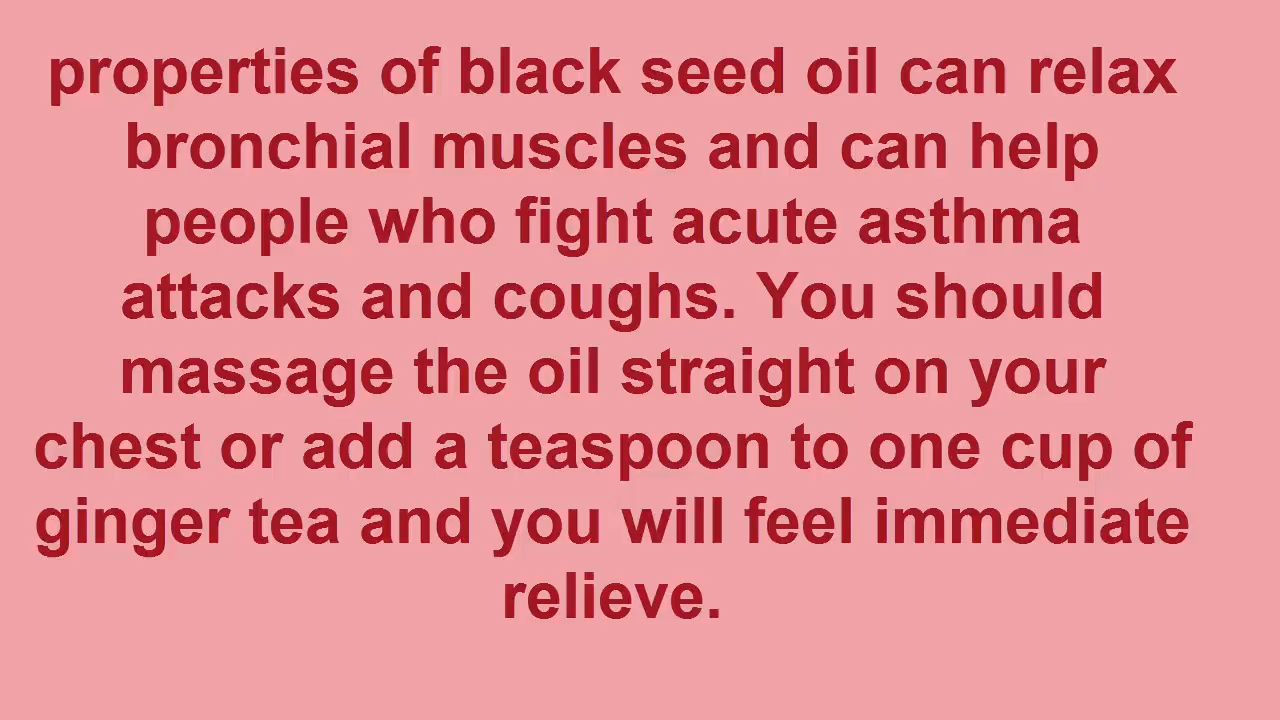 properties of black seed oil can relax
bronchial muscles and can help
people who fight acute asthma
attacks and coughs. You should
massage the oil straight on your
chest or add a teaspoon to one cup of
ginger tea and you will feel immediate
relieve.